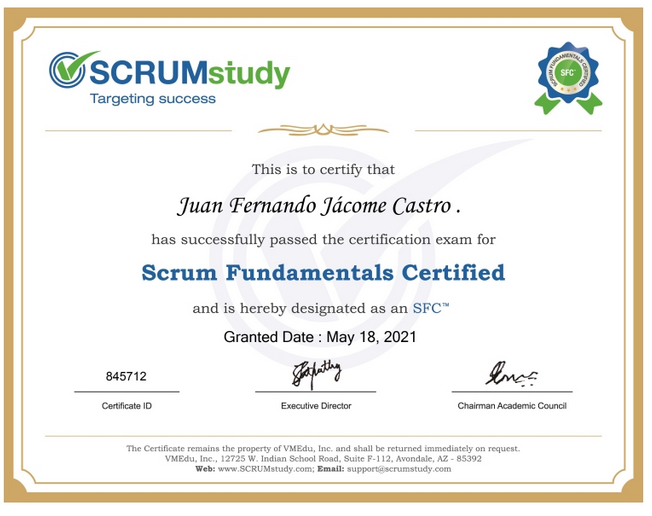 SCRUMstudy
Targeting success
SCRUM FUNDAMENTALS CERTIFIED
SFC
This is to certify that
Juan Fernando Jácome Castro .
has successfully passed the certification exam for
Scrum Fundamentals Certified
and is hereby designated as an SFC™
Granted Date : May 18, 2021
845712
Certificate ID
Executive Director
Chairman Academic Council
The Certificate remains the property of VMEdu, Inc. and shall be returned immediately on request.
VMEdu, Inc., 12725 W. Indian School Road, Suite F-112, Avondale, AZ - 85392
Web: www.SCRUMstudy.com; Email: support@scrumstudy.com